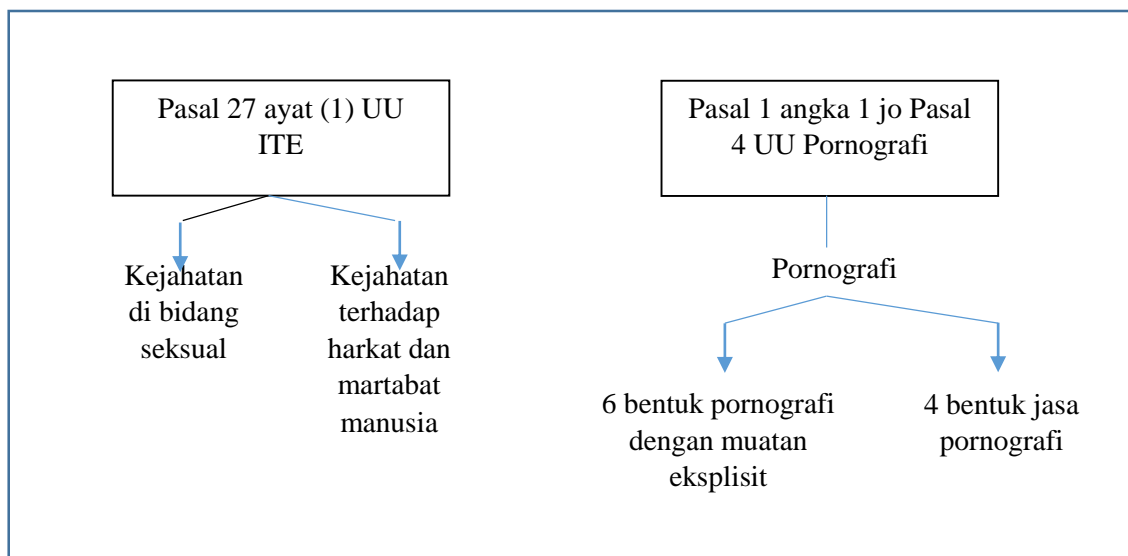 Pasal 27 ayat (1) UU
ITE
Kejahatan
di bidang
seksual
Kejahatan
terhadap
harkat dan
martabat
manusia
Pasal 1 angka 1 jo Pasal
4 UU Pornografi
Pornografi
6 bentuk pornografi
dengan muatan
eksplisit
4 bentuk jasa
pornografi